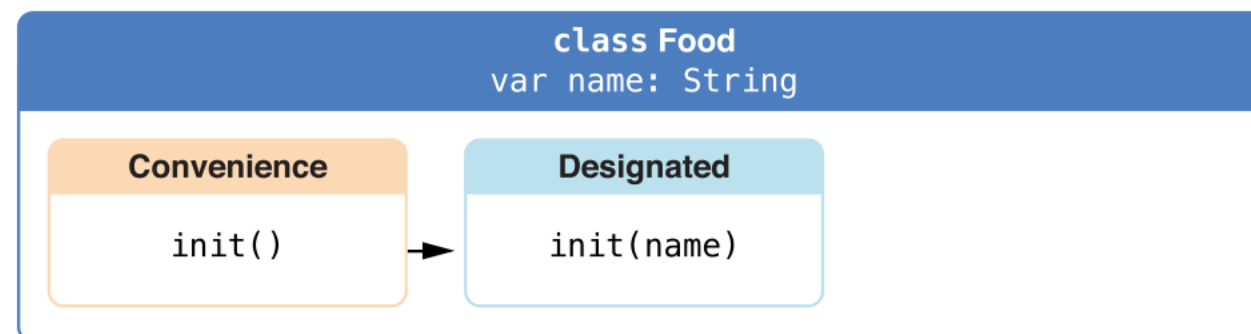 class Food
var name: String
Convenience
Designated
init()
init(name)